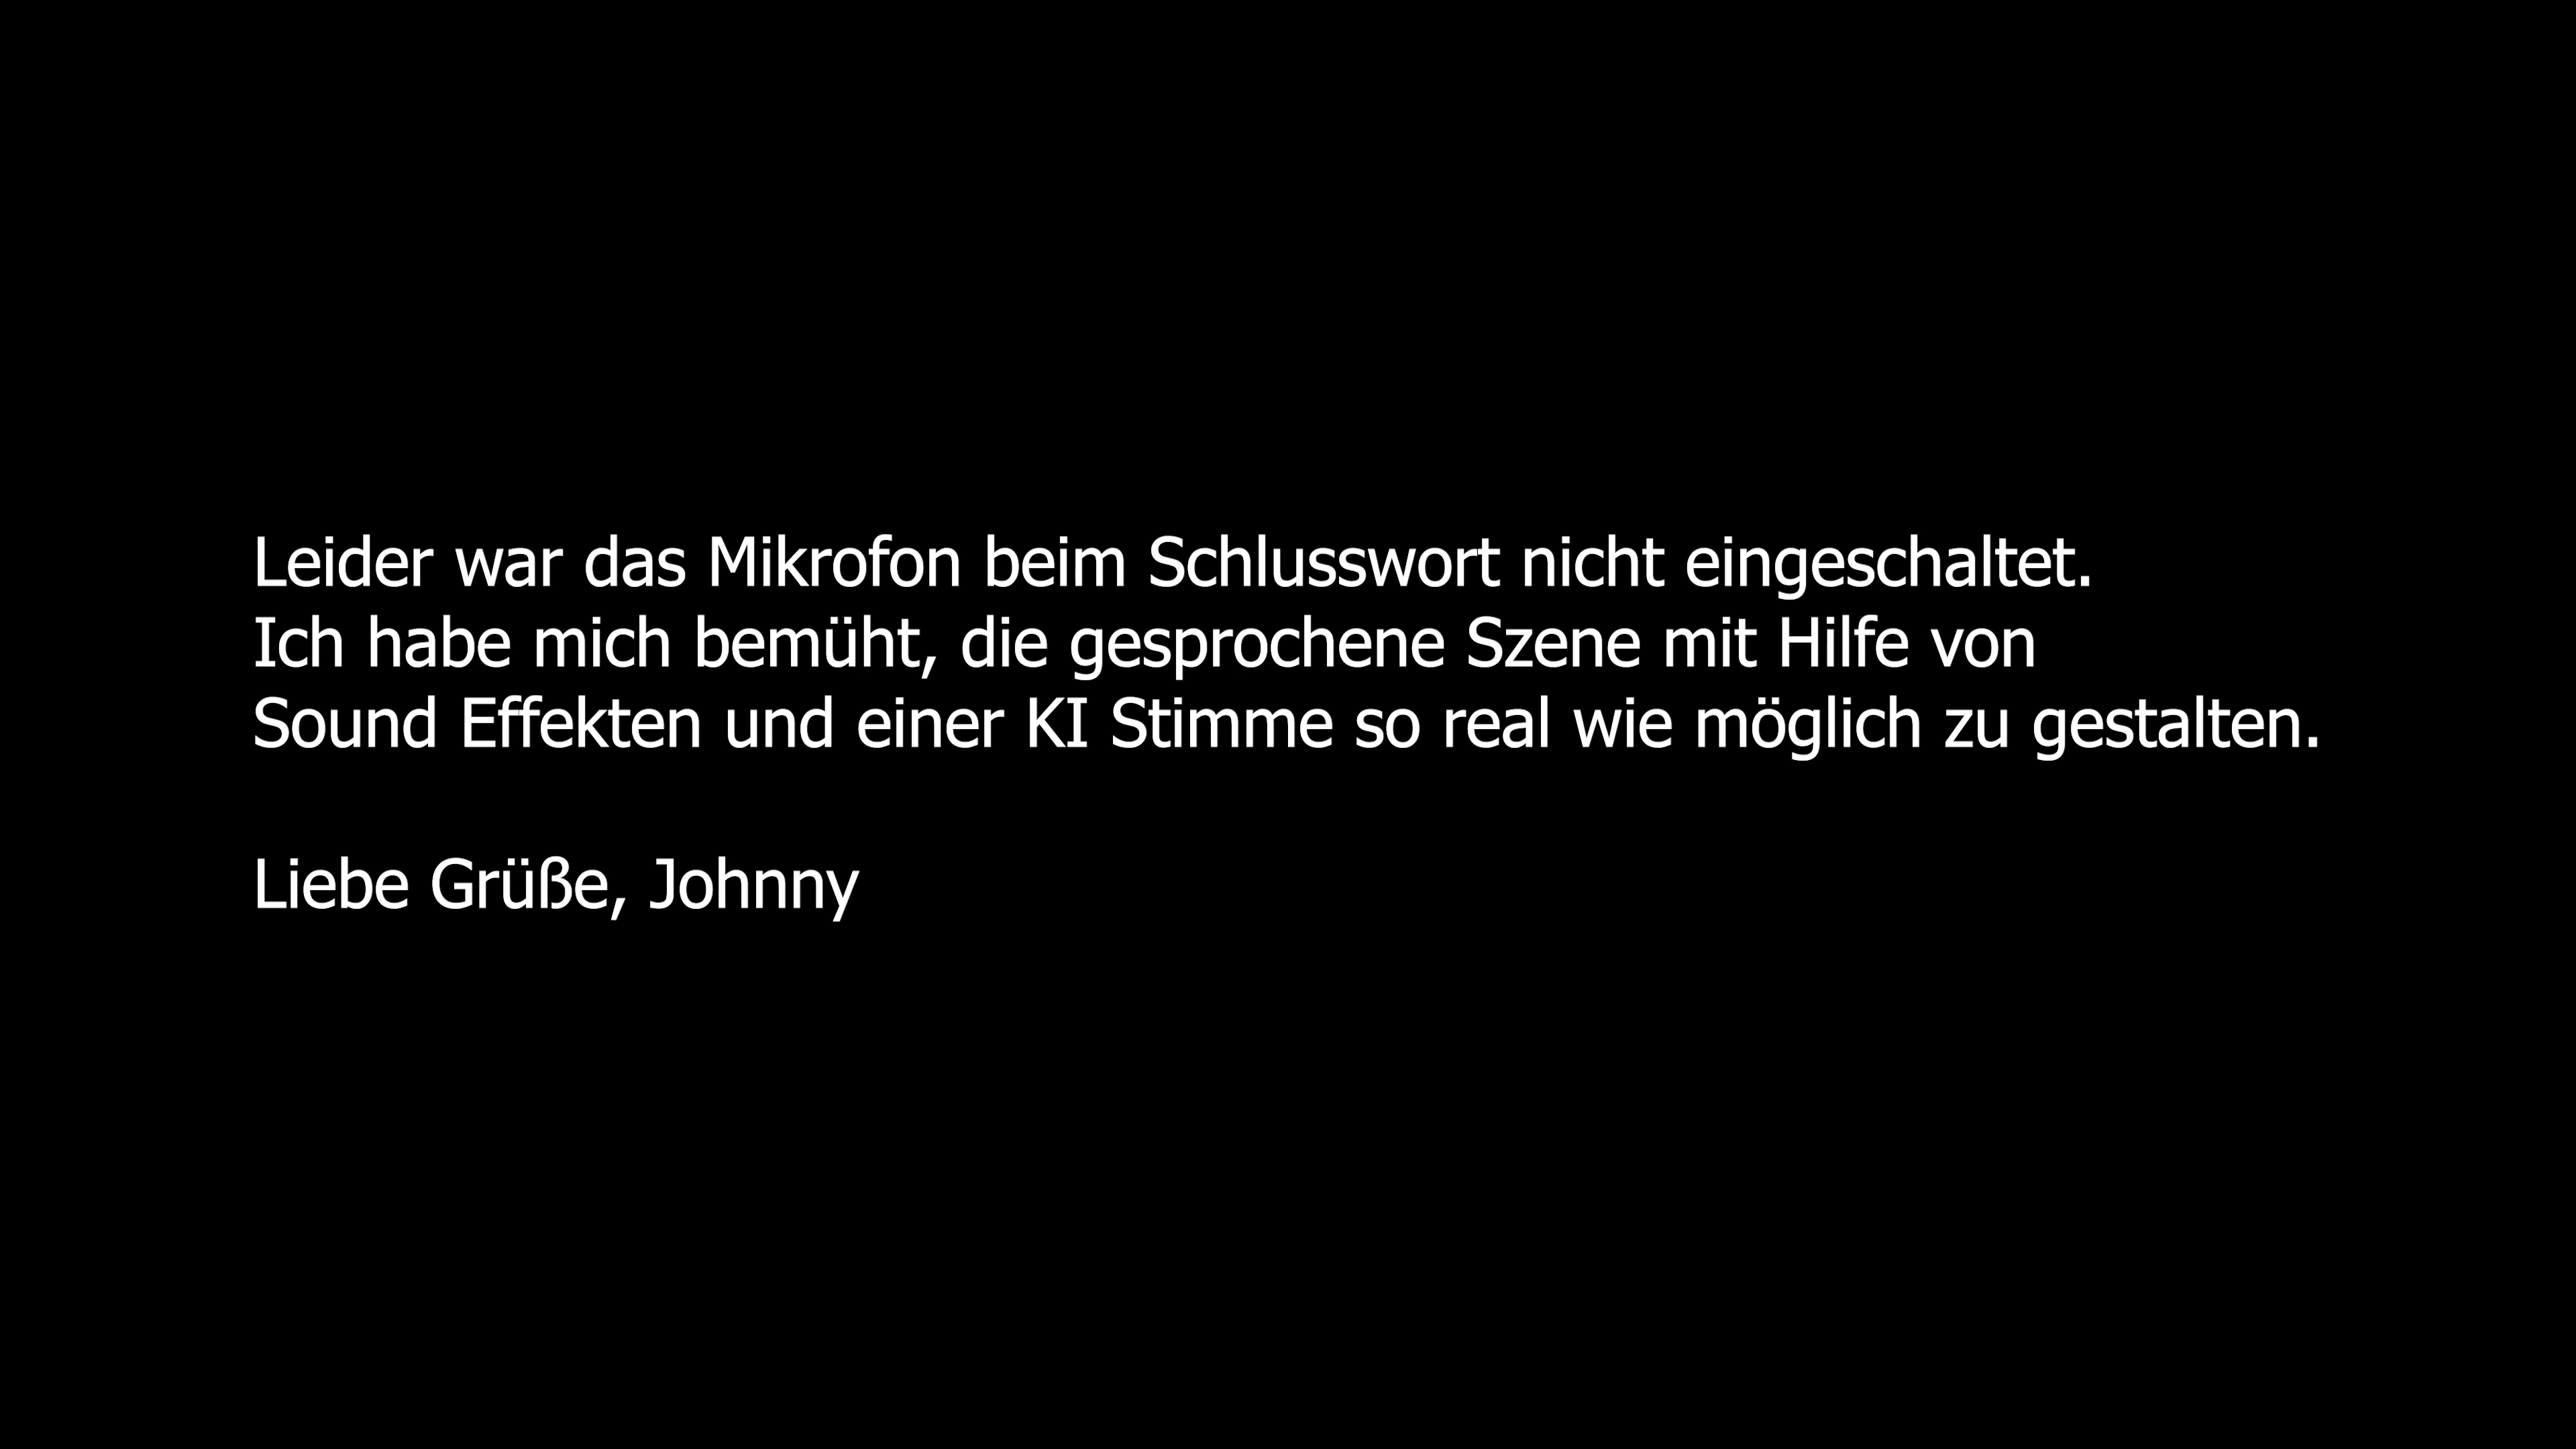 Leider war das Mikrofon beim Schlusswort nicht eingeschaltet.
Ich habe mich bemüht, die gesprochene Szene mit Hilfe von
Sound Effekten und einer KI Stimme so real wie möglich zu gestalten.
Liebe Grüße, Johnny